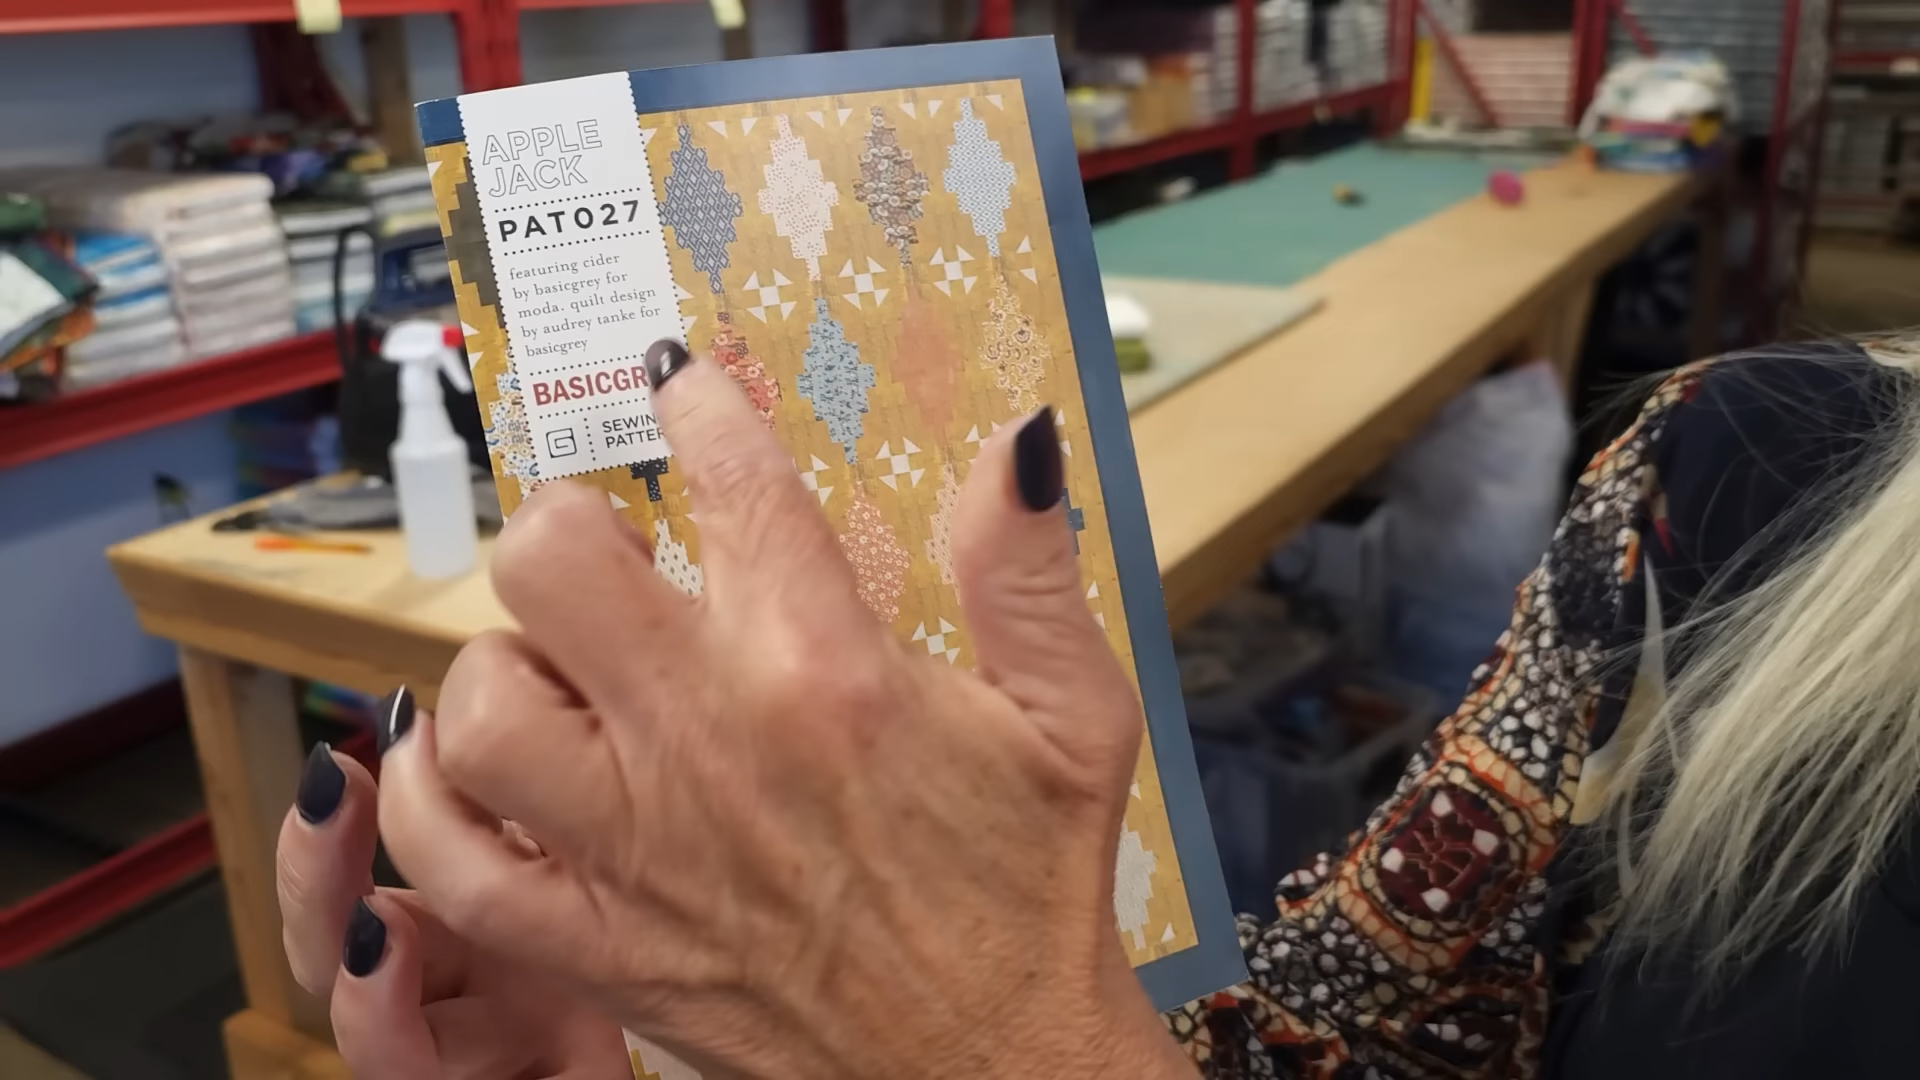 APPLE
JACK
PAT027
featuring cider
by basicgrey for
moda. quilt design
by audrey tanke for
basicgrey
BASICGR
G
SEWIN
PATTER